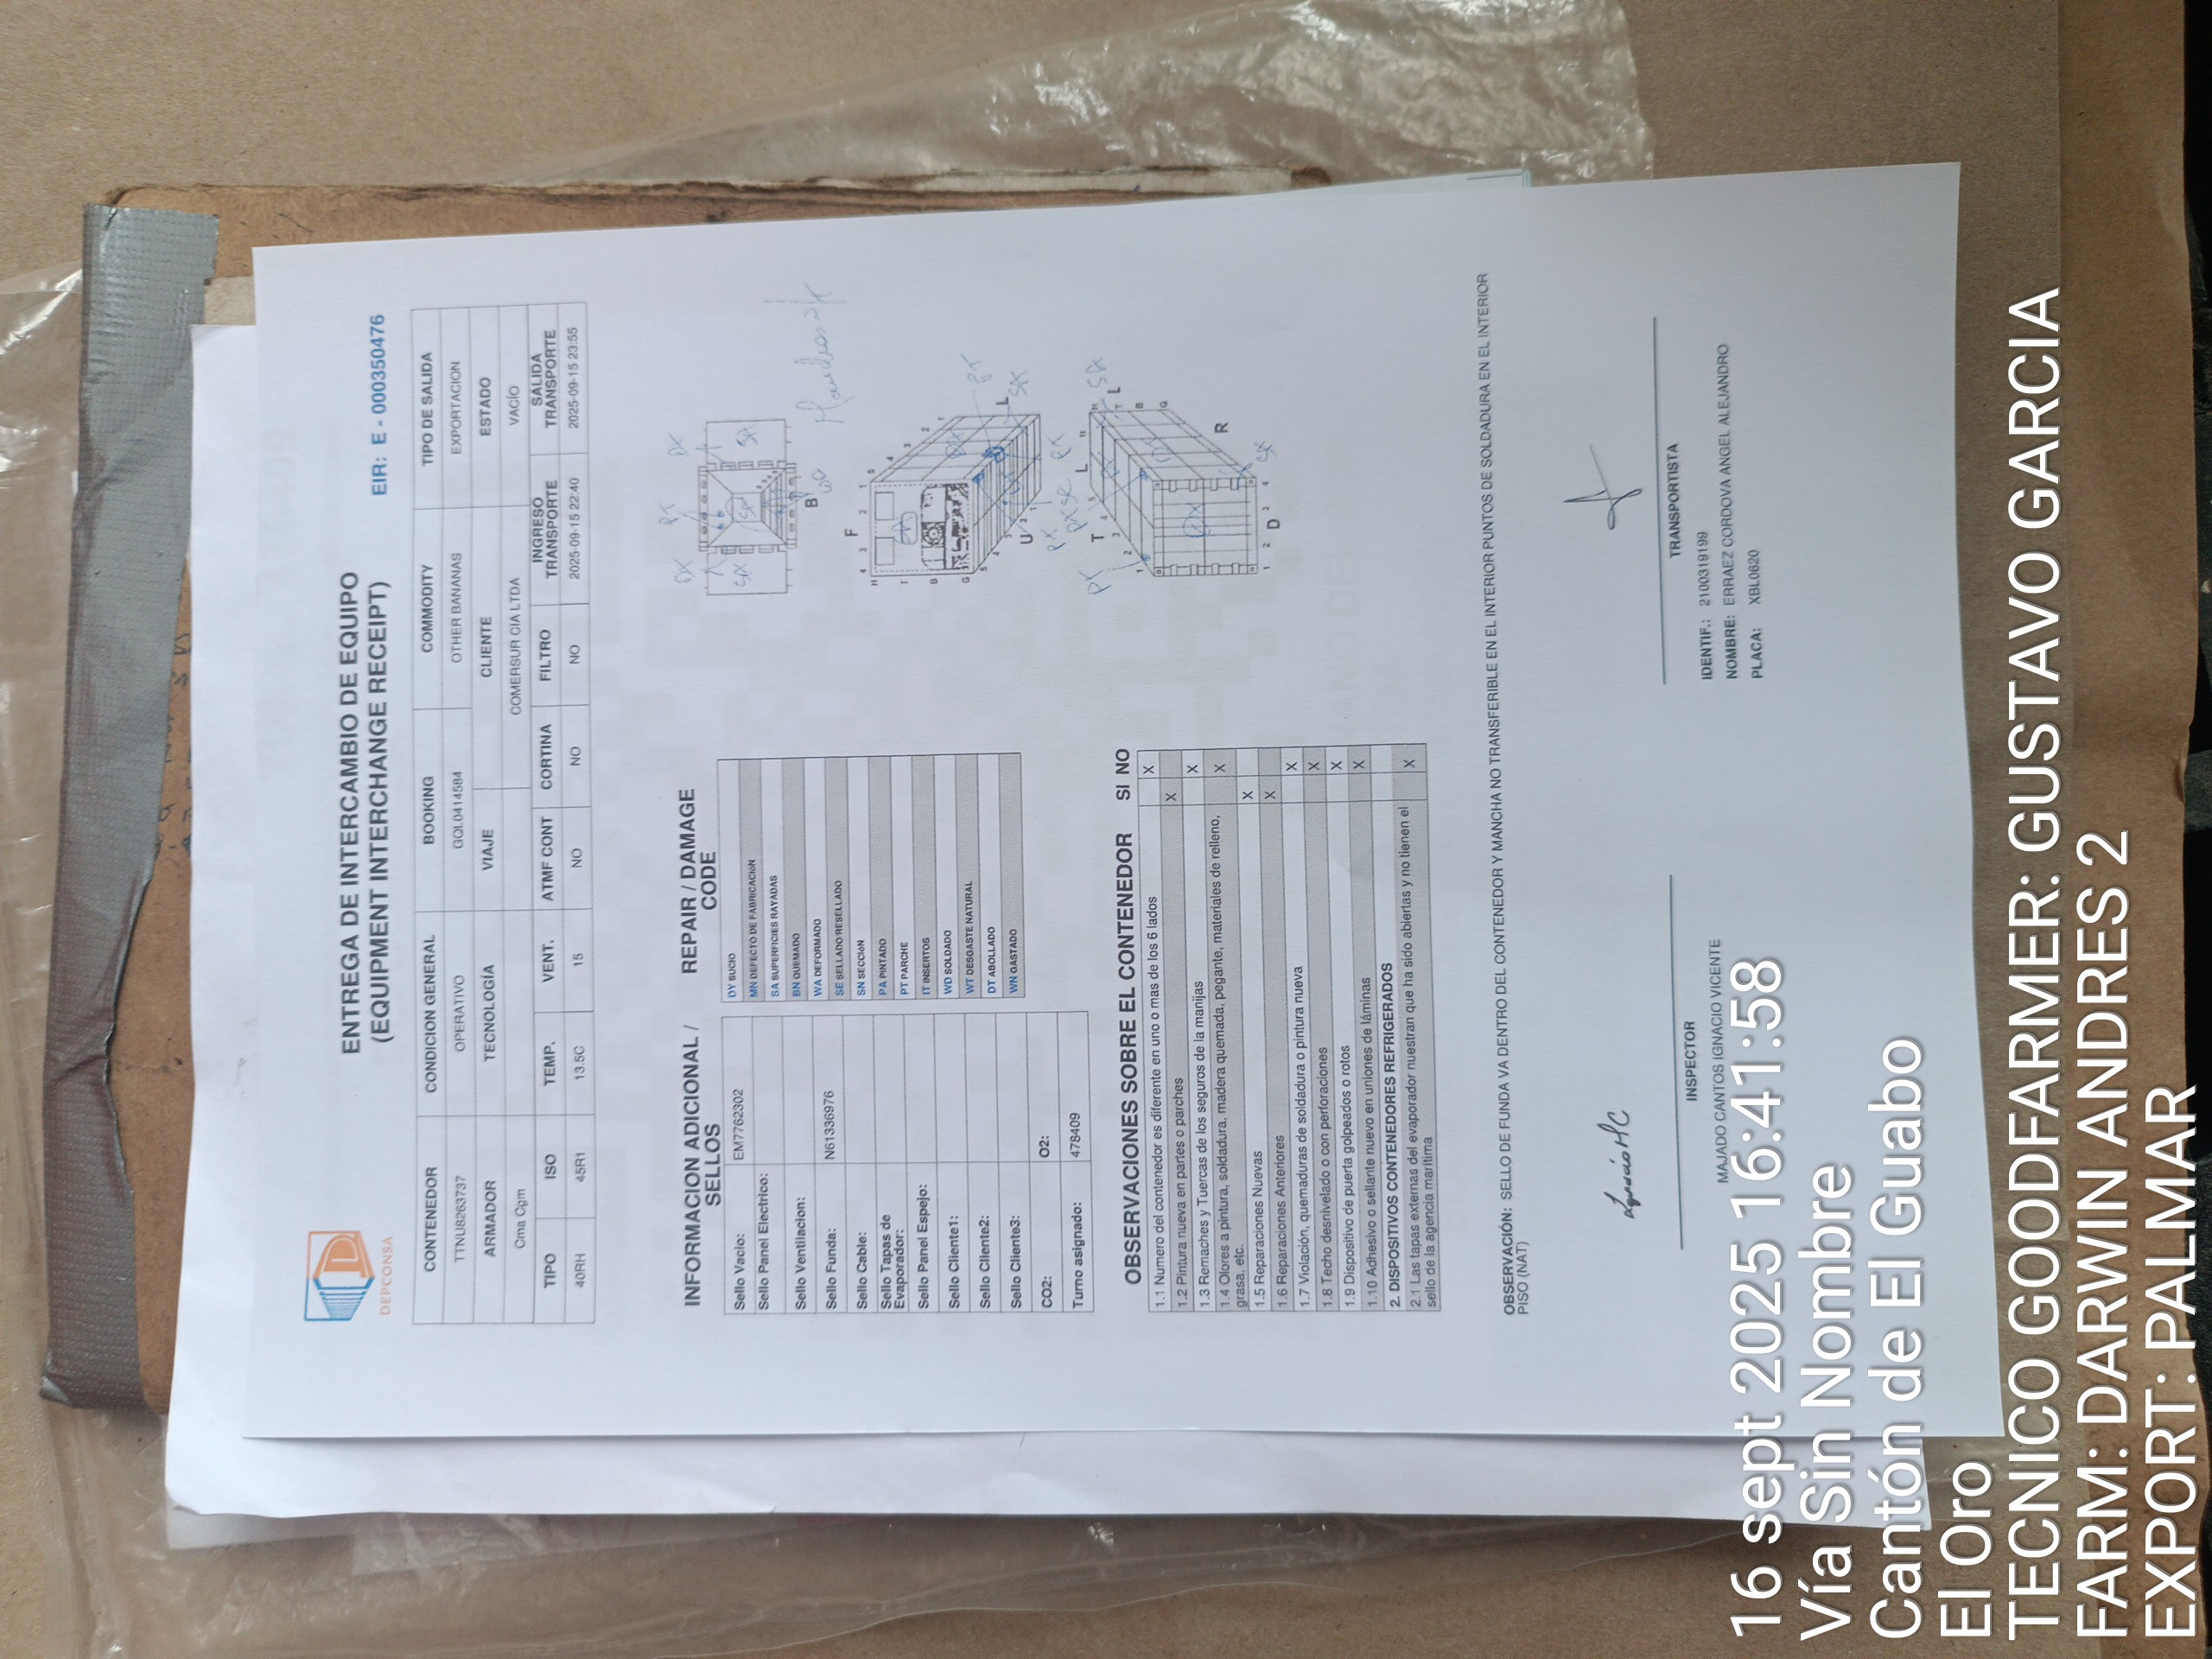 DEPCONSA
ENTREGA DE INTERCAMBIO DE EQUIPO
(EQUIPMENT INTERCHANGE RECEIPT)
EIR: E - 000350476
CONTENEDOR CONDICION GENERAL BOOKING COMMODITY TIPO DE SALIDA
TTNU8263737 OPERATIVO GQL0414584 OTHER BANANAS EXPORTACION
ARMADOR TECNOLOGÍA VIAJE CLIENTE ESTADO
Cma Cgm COMERSUR CIA LTDA VACÍO
TIPO ISO TEMP. VENT. ATMF CONT CORTINA FILTRO INGRESO TRANSPORTE SALIDA TRANSPORTE
40RH 45R1 13.5C 15 NO NO NO 2025-09-15 22:40 2025-09-15 23:55
INFORMACION ADICIONAL /
SELLOS
Sello Vacio: EM7762302
Sello Panel Electrico:
Sello Ventilacion:
Sello Funda: N61336976
Sello Cable:
Sello Tapas de
Evaporador:
Sello Panel Espejo:
Sello Cliente1:
Sello Cliente2:
Sello Cliente3:
CO2: O2:
Turno asignado: 478409
REPAIR / DAMAGE
CODE
DY SUCIO
MN DEFECTO DE FABRICACIóN
SA SUPERFICIES RAYADAS
BN QUEMADO
WA DEFORMADO
SE SELLADO/RESELLADO
SN SECCIóN
PA PINTADO
PT PARCHE
IT INSERTOS
WD SOLDADO
WT DESGASTE NATURAL
DT ABOLLADO
WN GASTADO
PT
B
F
4 3 2 1
H
T
B
G
5
4
3
2
1
PT
L
SA
U
PT
T
L
L
SA
R
1 2 3 4
D
SA
OBSERVACIONES SOBRE EL CONTENEDOR SI NO
1.1 Numero del contenedor es diferente en uno o mas de los 6 lados X
1.2 Pintura nueva en partes o parches X
1.3 Remaches y Tuercas de los seguros de la manijas X
1.4 Olores a pintura, soldadura, madera quemada, pegante, materiales de relleno,
grasa, etc. X
1.5 Reparaciones Nuevas X
1.6 Reparaciones Anteriores X
1.7 Violación, quemaduras de soldadura o pintura nueva X
1.8 Techo desnivelado o con perforaciones X
1.9 Dispositivo de puerta golpeados o rotos X
1.10 Adhesivo o sellante nuevo en uniones de láminas X
2. DISPOSITIVOS CONTENEDORES REFRIGERADOS
2.1 Las tapas externas del evaporador nuestran que ha sido abiertas y no tienen el
sello de la agencia marítima X
OBSERVACIÓN: SELLO DE FUNDA VA DENTRO DEL CONTENEDOR Y MANCHA NO TRANSFERIBLE EN EL INTERIOR PUNTOS DE SOLDADURA EN EL INTERIOR
PISO (NAT)
INSPECTOR
MAJADO CANTOS IGNACIO VICENTE
TRANSPORTISTA
IDENTIF.: 2100319199
NOMBRE: ERRAEZ CORDOVA ANGEL ALEJANDRO
PLACA: XBL0620
16 sept 2025 16:41:58
Vía Sin Nombre
Cantón de El Guabo
El Oro
TECNICO GOODFARMER: GUSTAVO GARCIA
FARM: DARWIN ANDRES 2
EXPORT: PALMAR